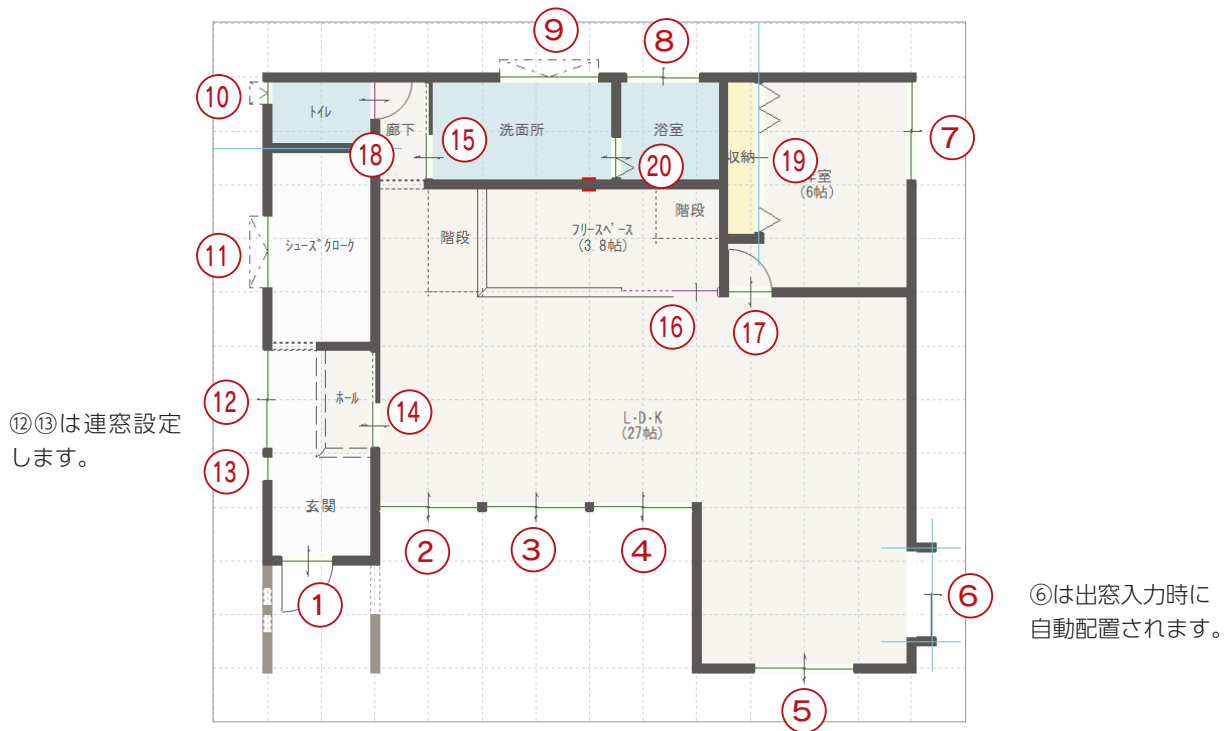 ⑨
⑧
⑩
トイレ
廊下
⑮
洗面所
浴室
⑦
⑱
⑳
収納
⑲
室
(6帖)
階段
⑪
シューズクローク
階段
フリースペース
(3.8帖)
⑯
⑰
⑫
ホール
⑭
L・D・K
(27帖)
⑫⑬は連窓設定
します。
⑬
玄関
②
③
④
①
⑥
⑥は出窓入力時に
自動配置されます。
⑤